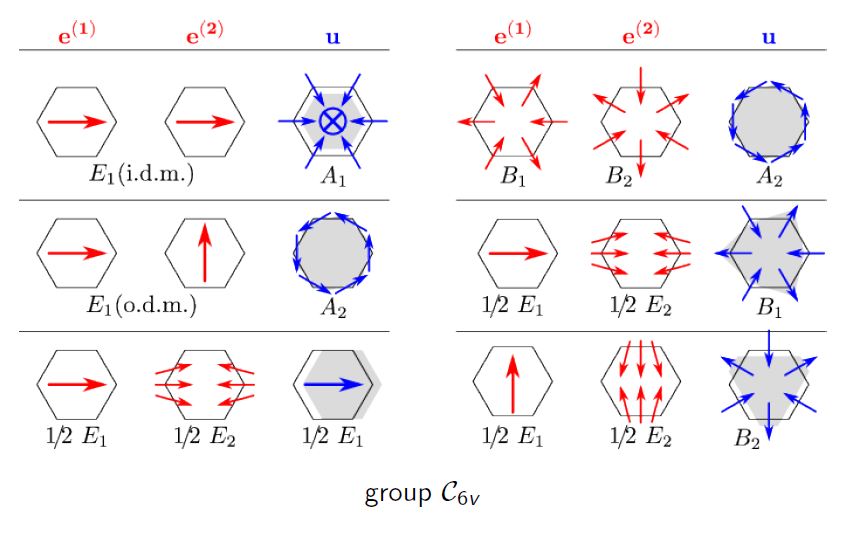 e(1) e(2) u
E1(i.d.m.) A1
E1(o.d.m.) A2
1/2 E1 1/2 E2 1/2 E1
e(1) e(2) u
B1 B2 A2
1/2 E1 1/2 E2 B1
1/2 E1 1/2 E2 B2
group C6v